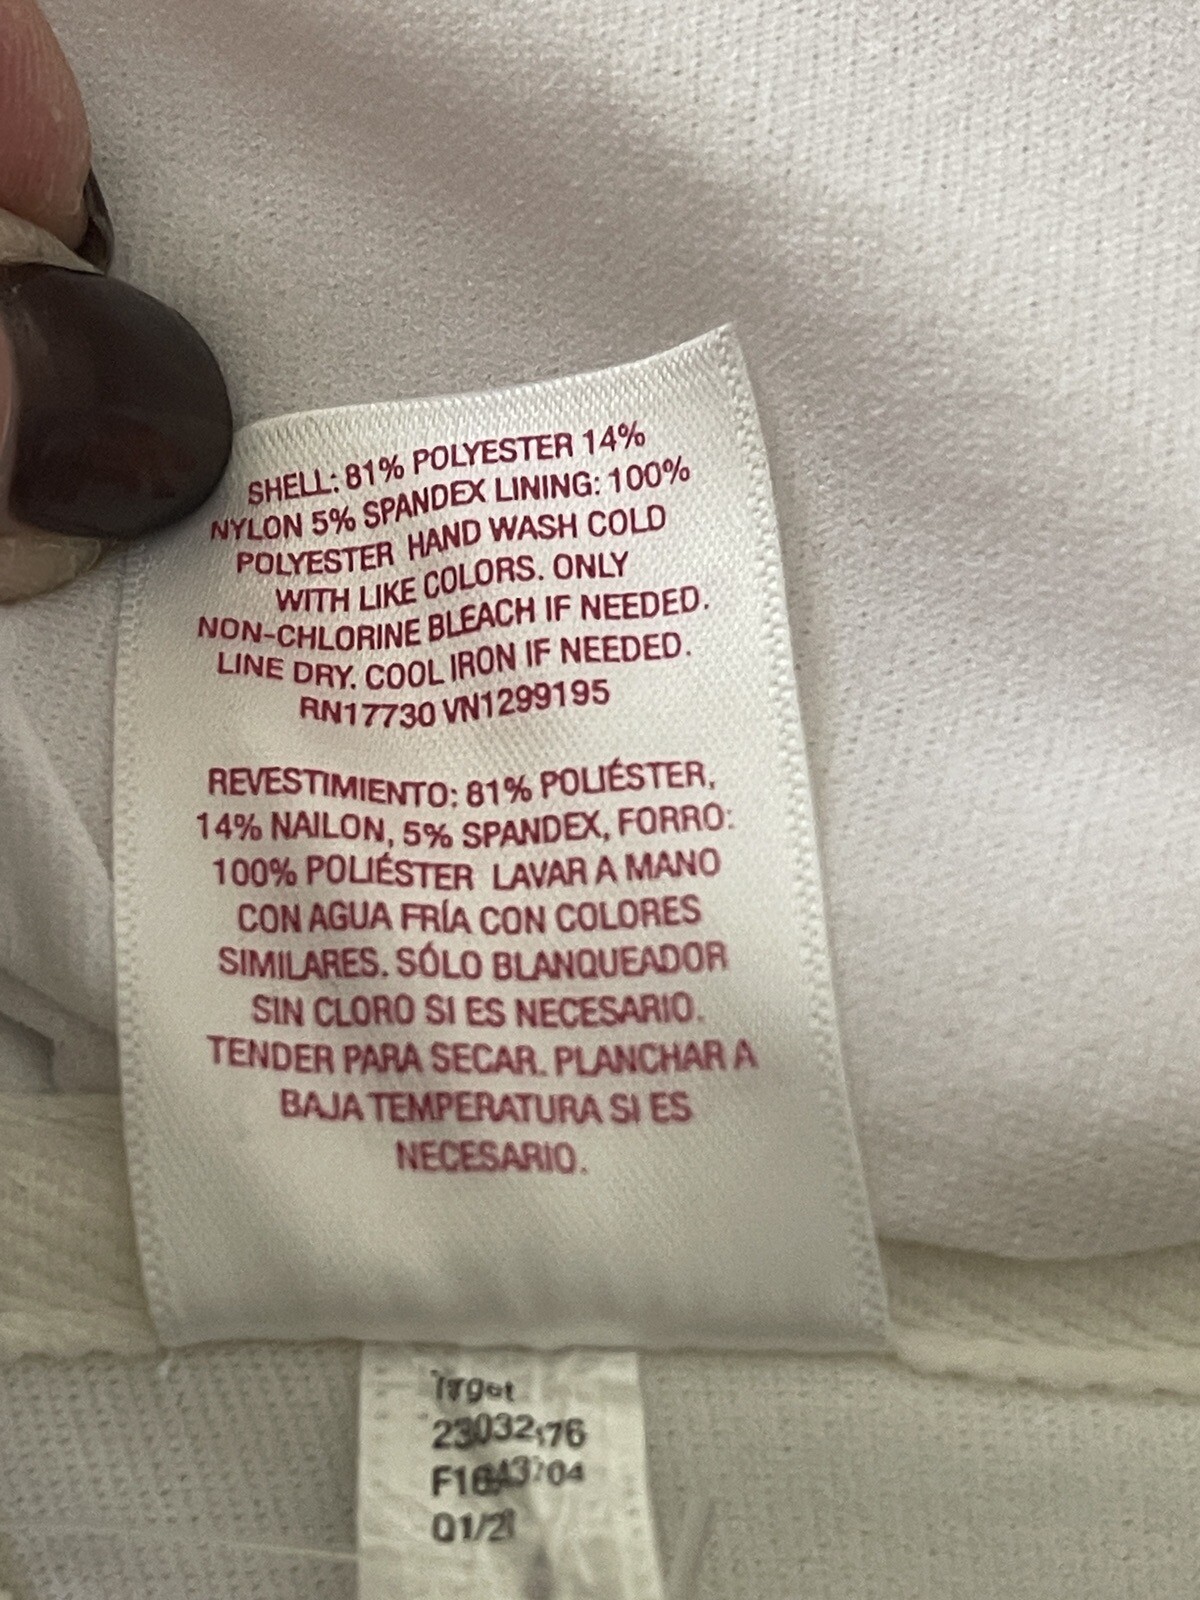 SHELL: 81% POLYESTER 14%
NYLON 5% SPANDEX LINING: 100%
POLYESTER HAND WASH COLD
WITH LIKE COLORS. ONLY
NON-CHLORINE BLEACH IF NEEDED.
LINE DRY. COOL IRON IF NEEDED.
RN17730 VN1299195
REVESTIMIENTO: 81% POLIÉSTER,
14% NAILON, 5% SPANDEX, FORRO:
100% POLIÉSTER LAVAR A MANO
CON AGUA FRÍA CON COLORES
SIMILARES. SÓLO BLANQUEADOR
SIN CLORO SI ES NECESARIO.
TENDER PARA SECAR. PLANCHAR A
BAJA TEMPERATURA SI ES
NECESARIO.